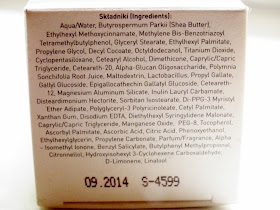 Składniki [Ingredients]:
Aqua/Water, Butyrospermum Parkii (Shea Butter),
Ethylhexyl Methoxycinnamate, Methylene Bis-Benzotriazolyl
Tetramethylbutylphenol, Glyceryl Stearate, Ethylhexyl Palmitate,
Propylene Glycol, Decyl Cocoate, Octyldodecanol, Titanium Dioxide,
Cyclopentasiloxane, Cetearyl Alcohol, Dimethicone, Caprylic/Capric
Triglyceride, Ceteareth-20, Alpha-Glucan Oligosaccharide, Polymnia
Sonchifolia Root Juice, Maltodextrin, Lactobacillus, Propyl Gallate,
Gallyl Glucoside, Epigallocatechin Gallatyl Glucoside, Ceteareth-
12, Magnesium Aluminum Silicate, Inulin Lauryl Carbamate,
Disteardimonium Hectorite, Sorbitan Isostearate, Di-PPG-3 Myristyl
Ether Adipate, Polyglyceryl-3 Polyricinoleate, Cetyl Palmitate,
Xanthan Gum, Disodium EDTA, Diethylhexyl Syringylidene Malonate,
Caprylic/Capric Triglyceride, Manganese Oxide, PEG-8, Tocopherol,
Ascorbyl Palmitate, Ascorbic Acid, Citric Acid, Phenoxyethanol,
Ethylhexylglycerin, Propylene Carbonate, Parfum/Fragrance, Alpha
-Isomethyl Ionone, Benzyl Salicylate, Butylphenyl Methylpropional,
Citronellol, Hydroxyisohexyl 3-Cyclohexene Carboxaldehyde,
D-Limonene, Linalool.
09.2014 S-4599